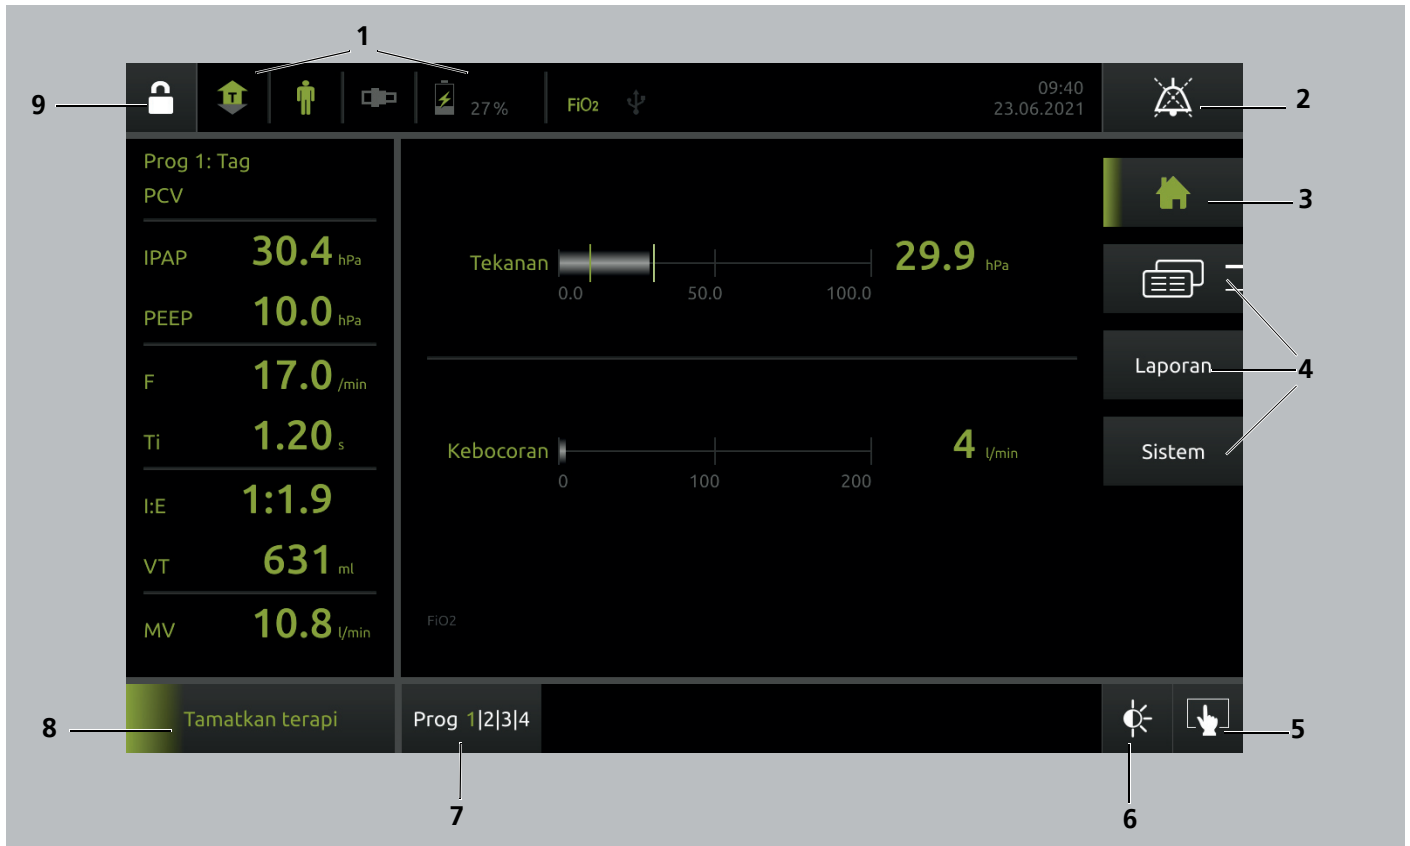 1
9
27%
FiO2
09:40
23.06.2021
2
Prog 1: Tag
PCV
IPAP 30.4 hPa
PEEP 10.0 hPa
F 17.0 /min
Ti 1.20 s
I:E 1:1.9
VT 631 ml
MV 10.8 l/min
Tekanan 29.9 hPa
0.0 50.0 100.0
Kebocoran 4 l/min
0 100 200
FiO2
3
4
Laporan
Sistem
8
Tamatkan terapi
Prog 1|2|3|4
5
7
6